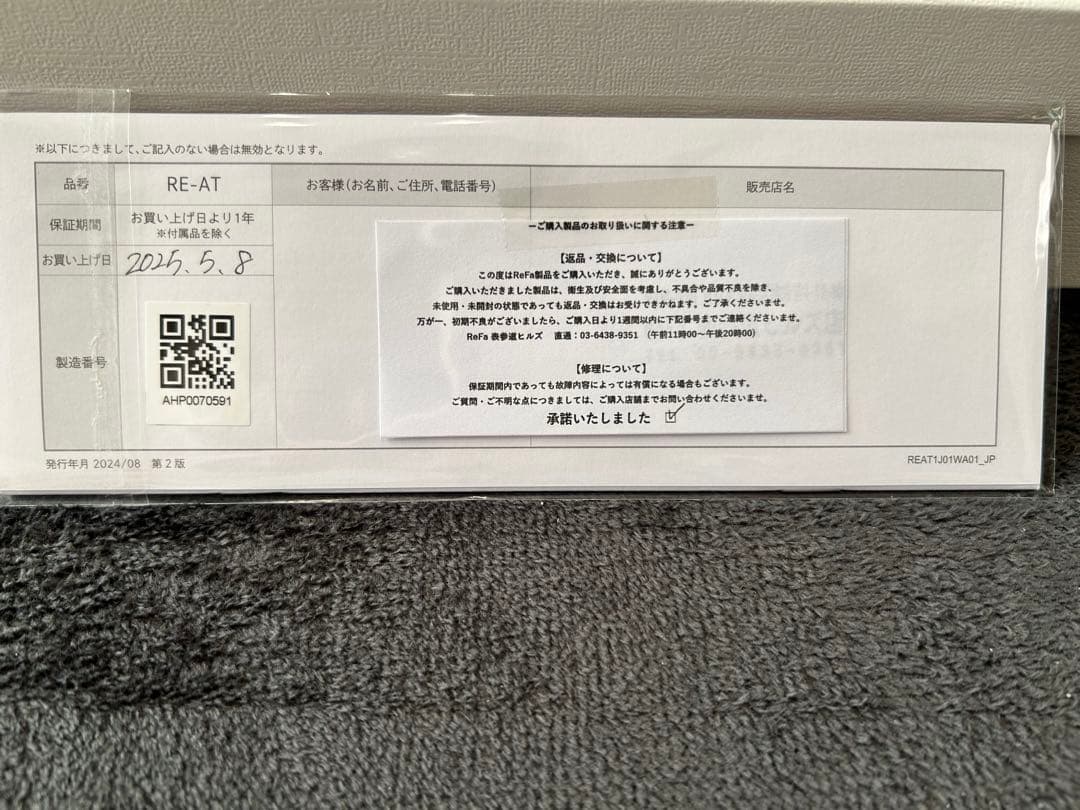 ※以下につきまして、ご記入のない場合は無効となります。
品番
RE-AT
お客様(お名前、ご住所、電話番号)
販売店名
保証期間
お買い上げ日より1年
※付属品を除く
お買い上げ日
2025.5.8
製造番号
AHP0070591
ーご購入製品のお取り扱いに関する注意ー
【返品・交換について】
この度はReFa製品をご購入いただき、誠にありがとうございます。
ご購入いただきました製品は、衛生及び安全面を考慮し、不具合や品質不良を除き、
未使用・未開封の状態であっても返品・交換はお受けできかねます。ご了承くださいませ。
万が一、初期不良がございましたら、ご購入日より1週間以内に下記番号までご連絡くださいませ。
ReFa 表参道ヒルズ 直通:03-6438-9351 (午前11時00〜午後20時00)
【修理について】
保証期間内であっても故障内容によっては有償になる場合もございます。
ご質問・ご不明な点につきましては、ご購入店舗までお問い合わせくださいませ。
承諾いたしました ☑
発行年月 2024/08 第2版
REAT1J01WA01_JP